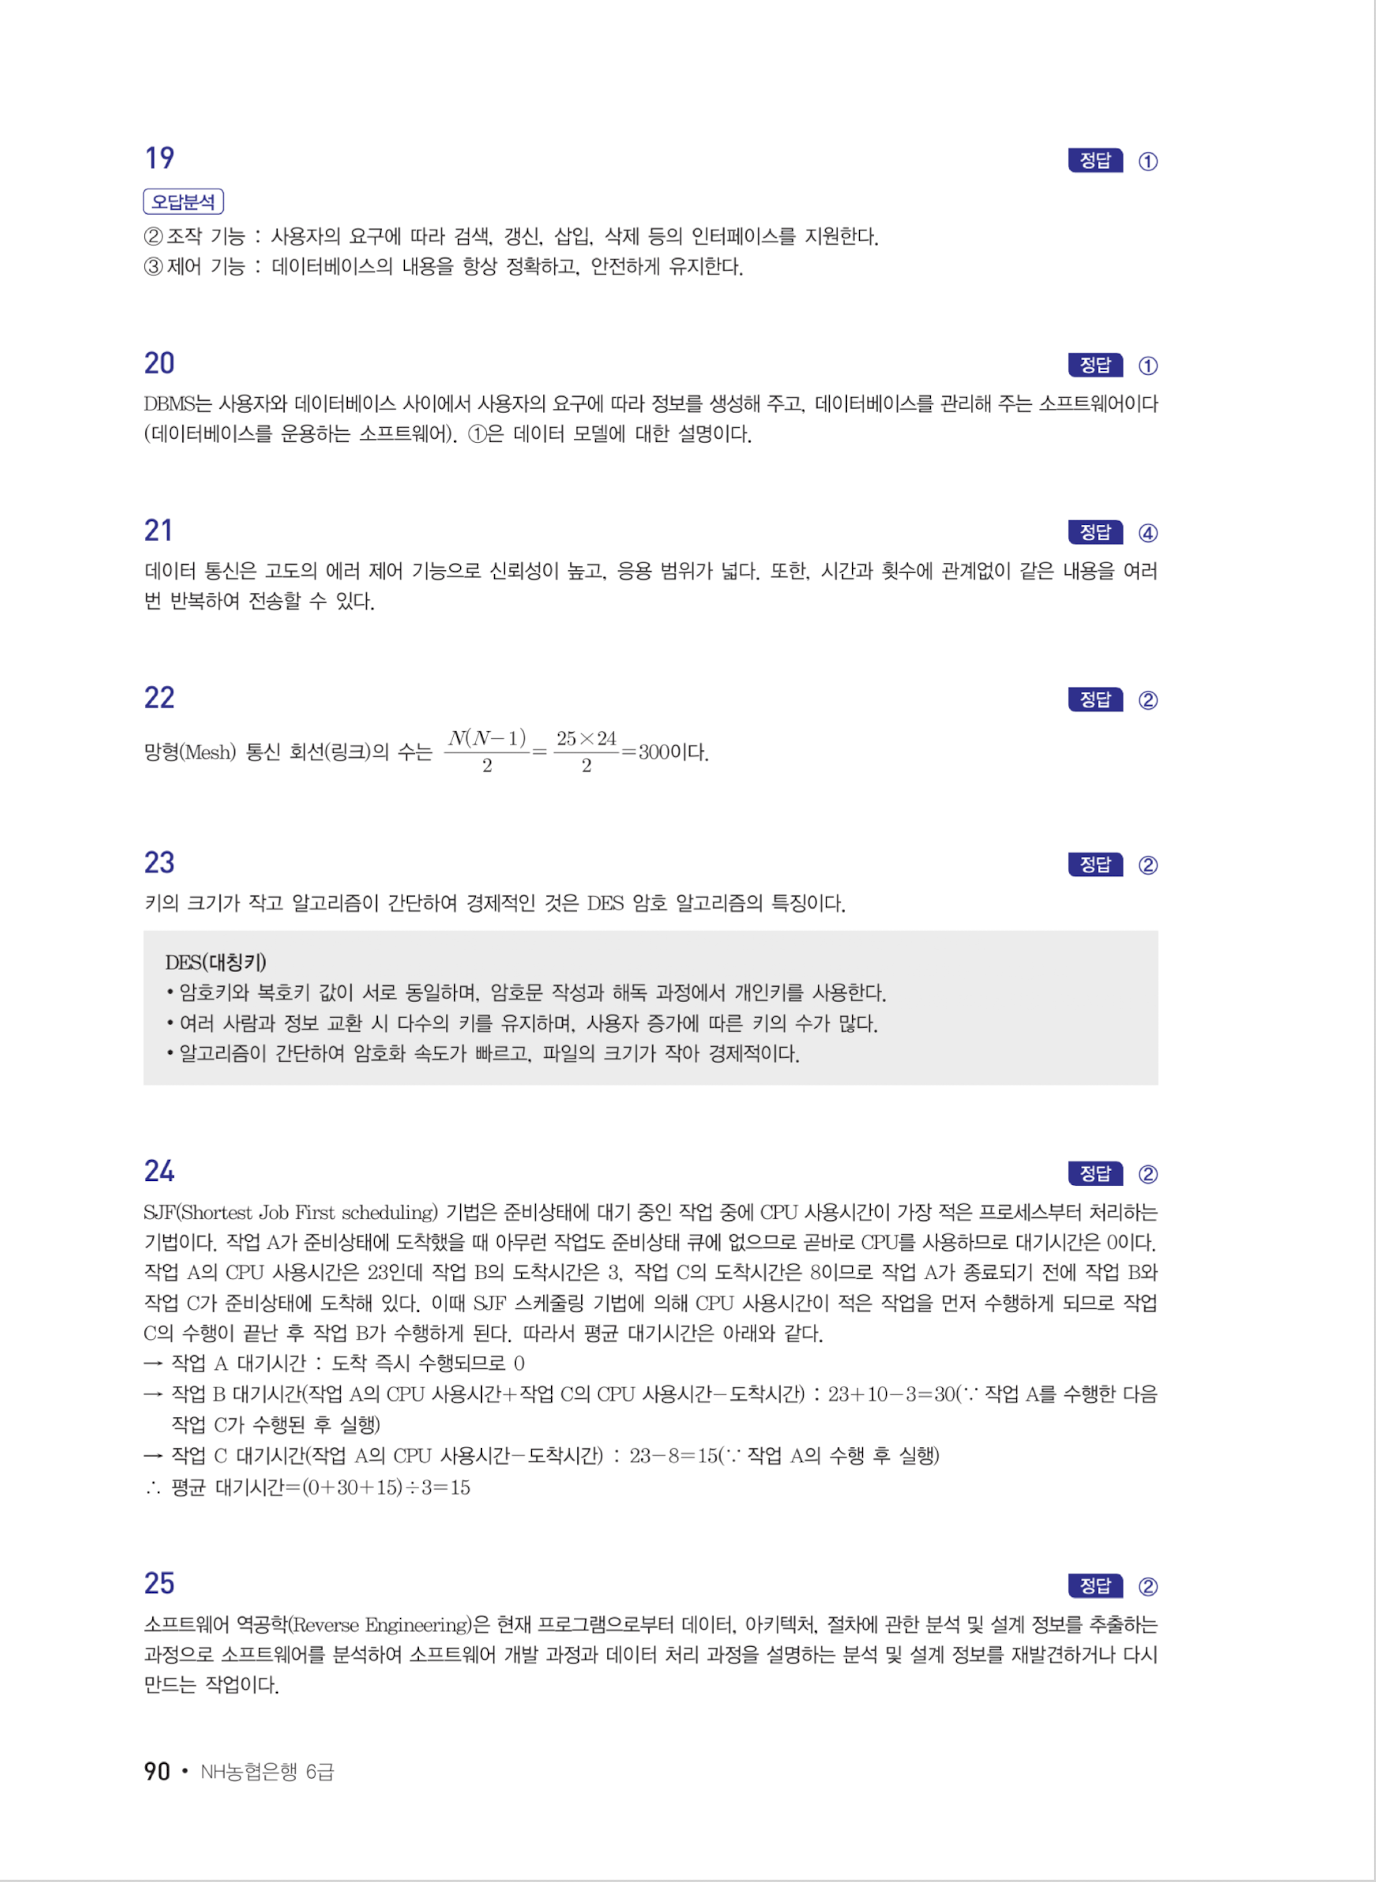 19
정답 ①
오답분석
② 조작 기능 : 사용자의 요구에 따라 검색, 갱신, 삽입, 삭제 등의 인터페이스를 지원한다.
③ 제어 기능 : 데이터베이스의 내용을 항상 정확하고, 안전하게 유지한다.
20
정답 ①
DBMS는 사용자와 데이터베이스 사이에서 사용자의 요구에 따라 정보를 생성해 주고, 데이터베이스를 관리해 주는 소프트웨어이다
(데이터베이스를 운용하는 소프트웨어). ①은 데이터 모델에 대한 설명이다.
21
정답 ④
데이터 통신은 고도의 에러 제어 기능으로 신뢰성이 높고, 응용 범위가 넓다. 또한, 시간과 횟수에 관계없이 같은 내용을 여러
번 반복하여 전송할 수 있다.
22
정답 ②
망형(Mesh) 통신 회선(링크)의 수는 N(N-1)/2 = 25×24/2 =300이다.
23
정답 ②
키의 크기가 작고 알고리즘이 간단하여 경제적인 것은 DES 암호 알고리즘의 특징이다.
DES(대칭키)
• 암호키와 복호키 값이 서로 동일하며, 암호문 작성과 해독 과정에서 개인키를 사용한다.
• 여러 사람과 정보 교환 시 다수의 키를 유지하며, 사용자 증가에 따른 키의 수가 많다.
• 알고리즘이 간단하여 암호화 속도가 빠르고, 파일의 크기가 작아 경제적이다.
24
정답 ②
SJF(Shortest Job First scheduling) 기법은 준비상태에 대기 중인 작업 중에 CPU 사용시간이 가장 적은 프로세스부터 처리하는
기법이다. 작업 A가 준비상태에 도착했을 때 아무런 작업도 준비상태 큐에 없으므로 곧바로 CPU를 사용하므로 대기시간은 0이다.
작업 A의 CPU 사용시간은 23인데 작업 B의 도착시간은 3, 작업 C의 도착시간은 8이므로 작업 A가 종료되기 전에 작업 B와
작업 C가 준비상태에 도착해 있다. 이때 SJF 스케줄링 기법에 의해 CPU 사용시간이 적은 작업을 먼저 수행하게 되므로 작업
C의 수행이 끝난 후 작업 B가 수행하게 된다. 따라서 평균 대기시간은 아래와 같다.
→ 작업 A 대기시간 : 도착 즉시 수행되므로 0
→ 작업 B 대기시간(작업 A의 CPU 사용시간+작업 C의 CPU 사용시간-도착시간) : 23+10-3=30(∵ 작업 A를 수행한 다음
작업 C가 수행된 후 실행)
→ 작업 C 대기시간(작업 A의 CPU 사용시간-도착시간) : 23-8=15(∵ 작업 A의 수행 후 실행)
∴ 평균 대기시간=(0+30+15)÷3=15
25
정답 ②
소프트웨어 역공학(Reverse Engineering)은 현재 프로그램으로부터 데이터, 아키텍처, 절차에 관한 분석 및 설계 정보를 추출하는
과정으로 소프트웨어를 분석하여 소프트웨어 개발 과정과 데이터 처리 과정을 설명하는 분석 및 설계 정보를 재발견하거나 다시
만드는 작업이다.
90 • NH농협은행 6급